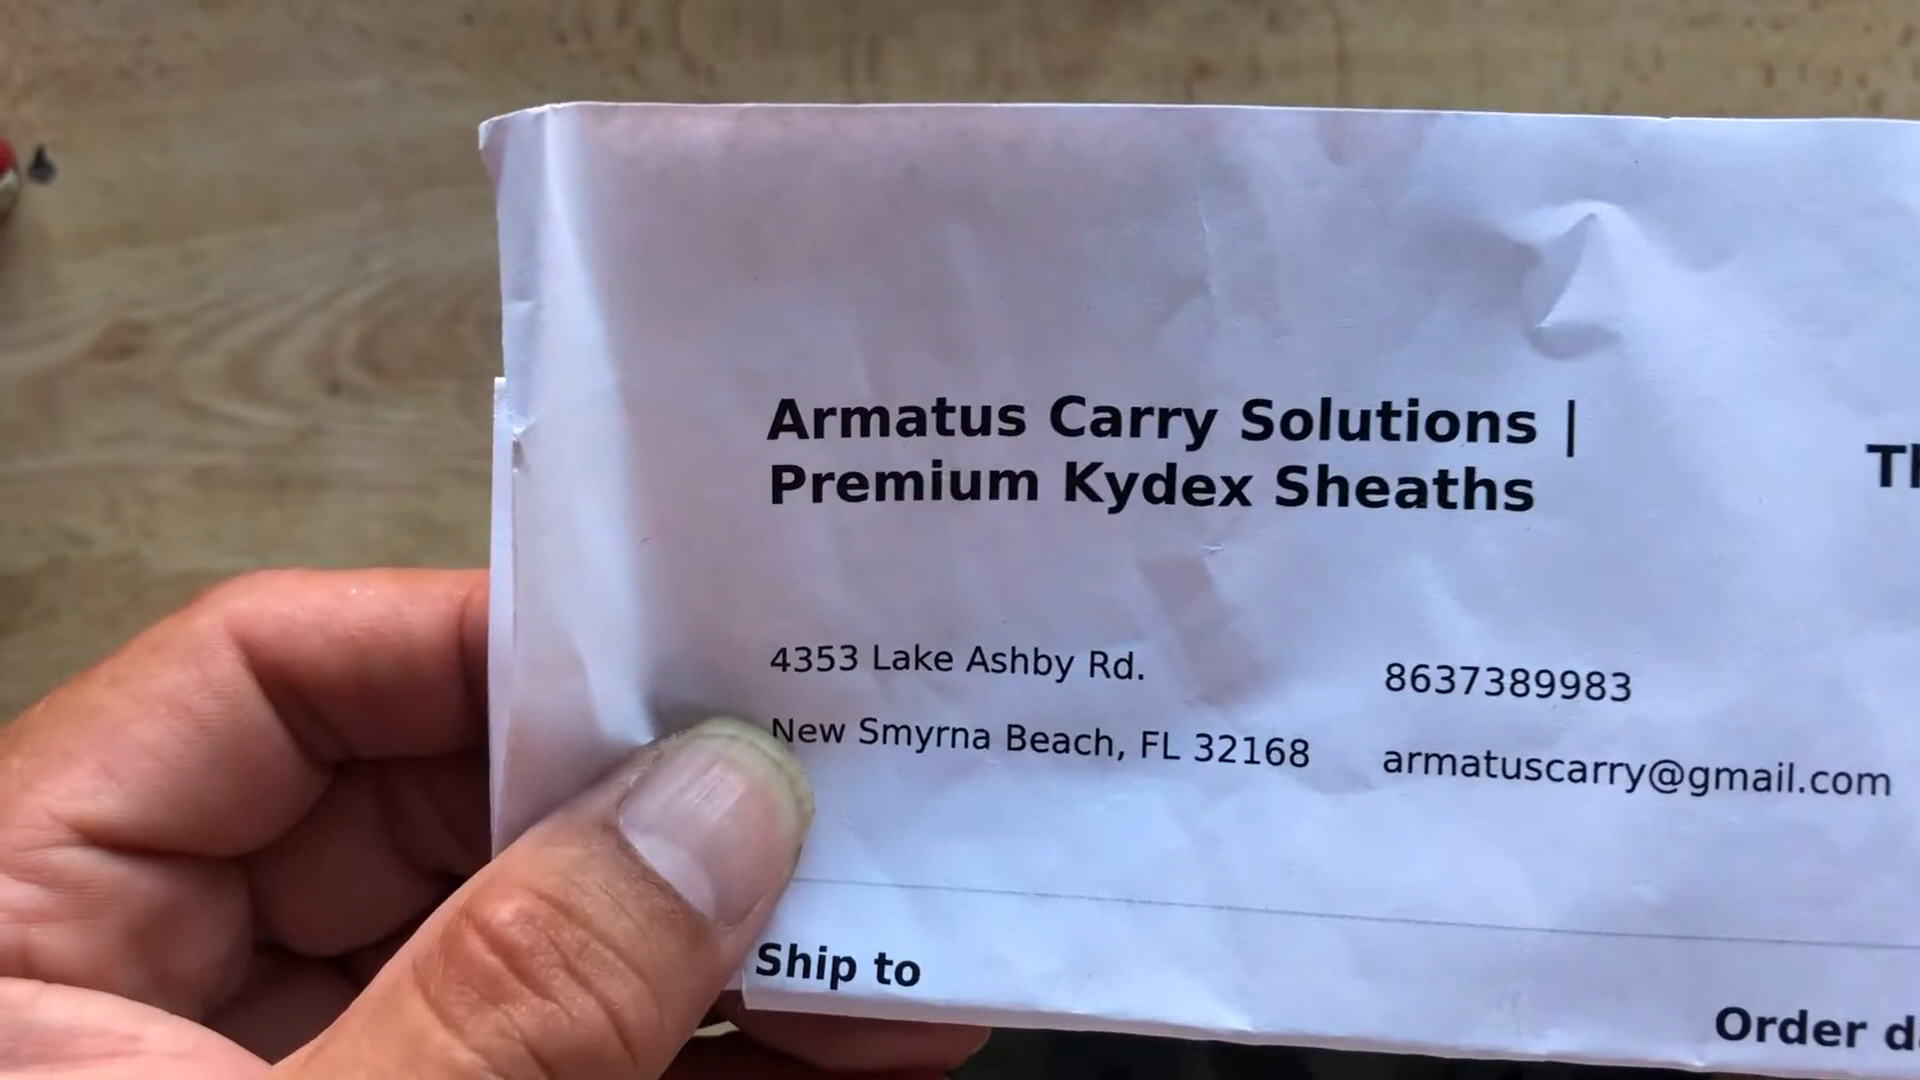 Armatus Carry Solutions |
Premium Kydex Sheaths
4353 Lake Ashby Rd.
New Smyrna Beach, FL 32168
8637389983
armatuscarry@gmail.com
Ship to